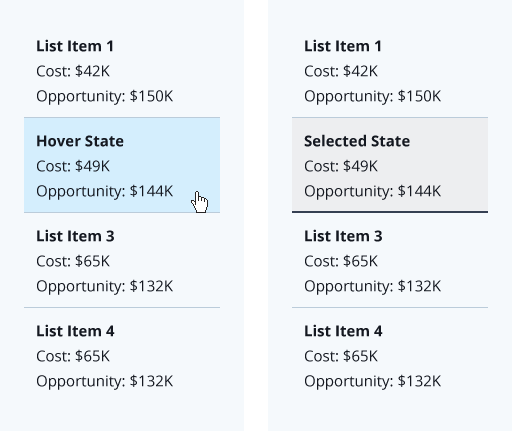 List Item 1
Cost: $42K
Opportunity: $150K
Hover State
Cost: $49K
Opportunity: $144K
List Item 3
Cost: $65K
Opportunity: $132K
List Item 4
Cost: $65K
Opportunity: $132K
List Item 1
Cost: $42K
Opportunity: $150K
Selected State
Cost: $49K
Opportunity: $144K
List Item 3
Cost: $65K
Opportunity: $132K
List Item 4
Cost: $65K
Opportunity: $132K